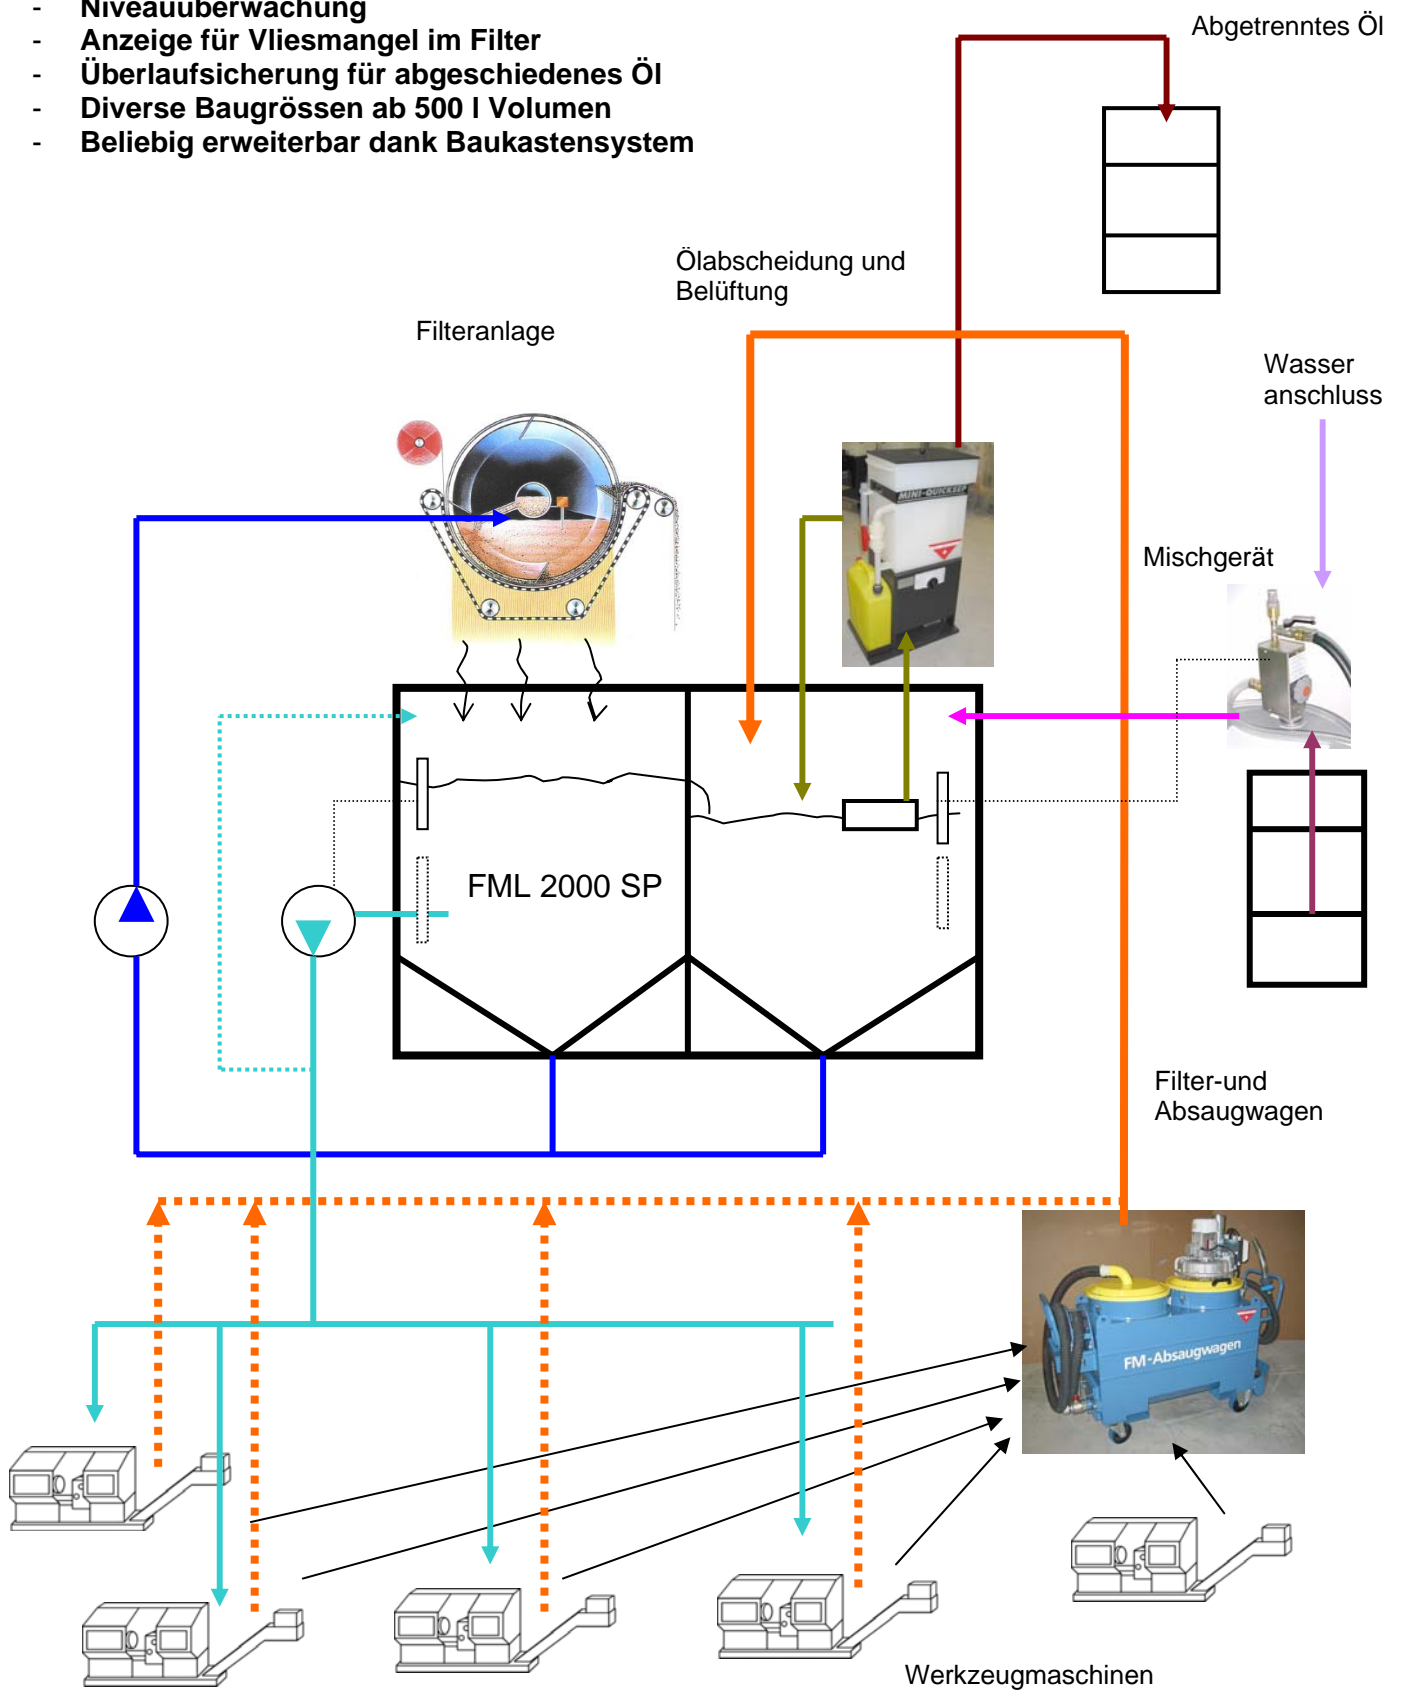 - Niveauüberwachung
- Anzeige für Vliesmangel im Filter
- Überlaufsicherung für abgeschiedenes Öl
- Diverse Baugrössen ab 500 l Volumen
- Beliebig erweiterbar dank Baukastensystem
Abgetrenntes Öl
Ölabscheidung und
Belüftung
Filteranlage
Wasser
anschluss
MINI-QUICKSEP
Mischgerät
FML 2000 SP
Filter-und
Absaugwagen
FM-Absaugwagen
Werkzeugmaschinen